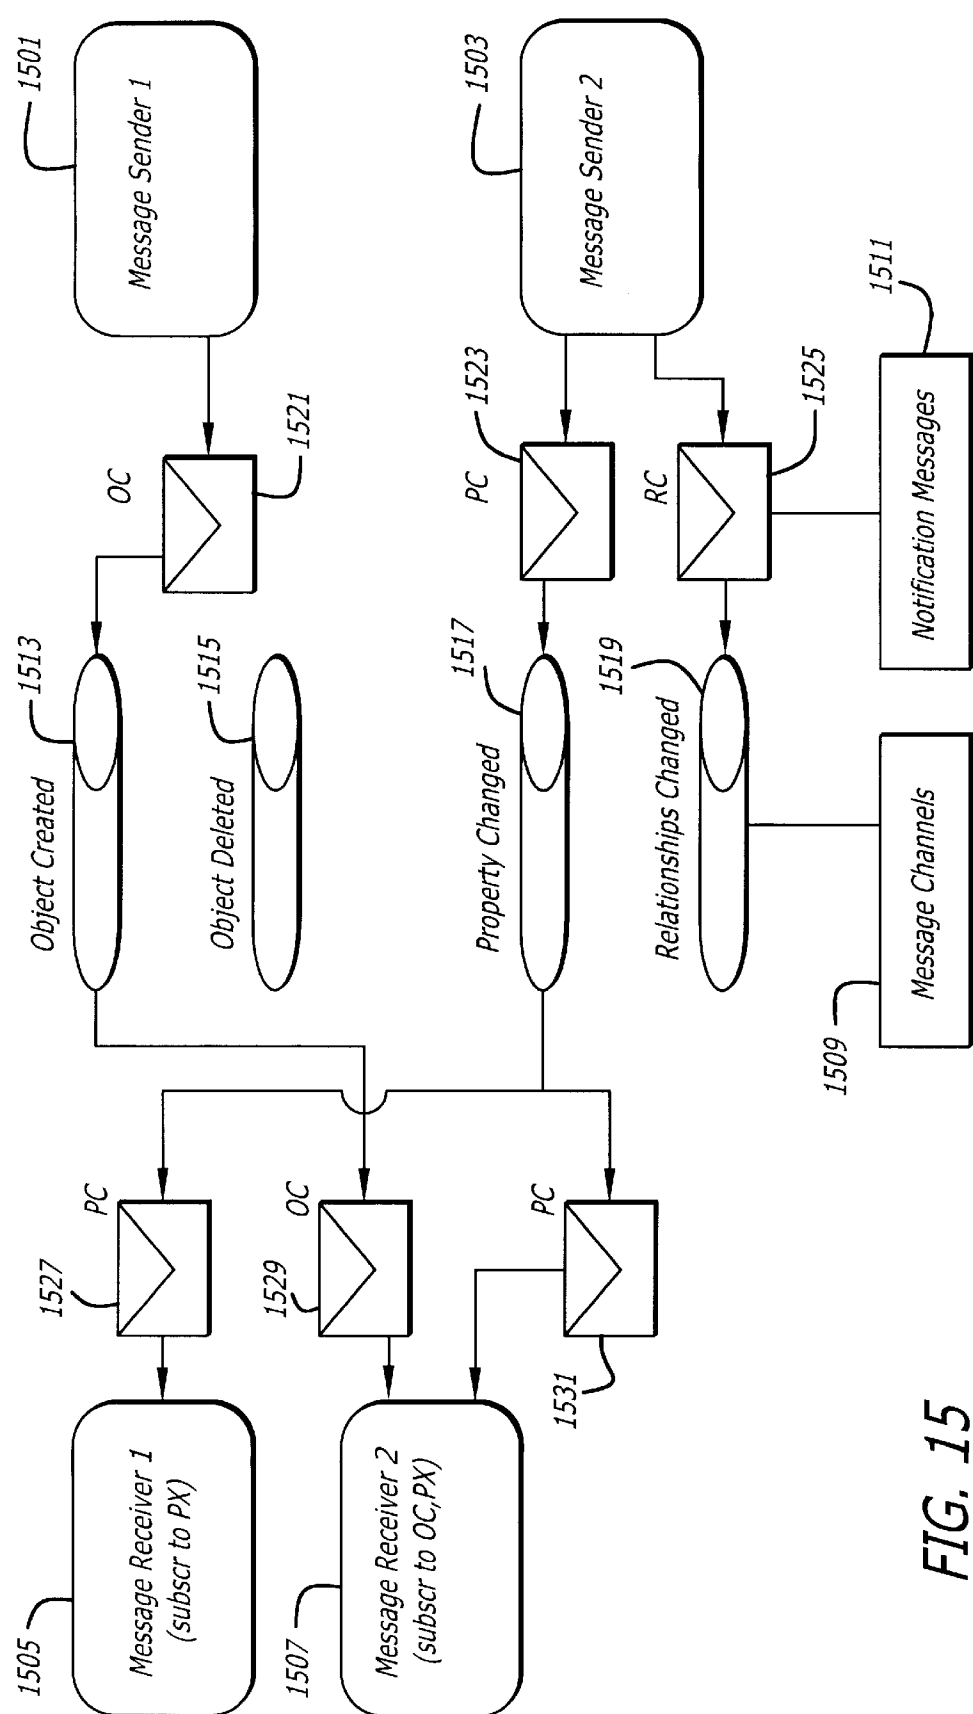 1501
Message Sender 1
1503
Message Sender 2
OC
1521
PC
1523
RC
1525
1511
Notification Messages
1513
Object Created
1515
Object Deleted
1517
Property Changed
1519
Relationships Changed
1509
Message Channels
PC
1527
OC
1529
PC
1531
1505
Message Receiver 1
(subscr to PX)
1507
Message Receiver 2
(subscr to OC,PX)
FIG. 15